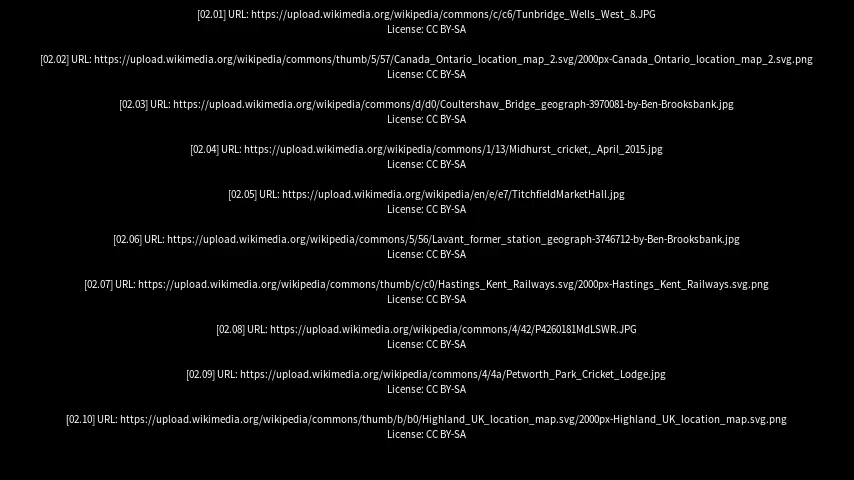 [02.01] URL: https://upload.wikimedia.org/wikipedia/commons/c/c6/Tunbridge_Wells_West_8.JPG
License: CC BY-SA
[02.02] URL: https://upload.wikimedia.org/wikipedia/commons/thumb/5/57/Canada_Ontario_location_map_2.svg/2000px-Canada_Ontario_location_map_2.svg.png
License: CC BY-SA
[02.03] URL: https://upload.wikimedia.org/wikipedia/commons/d/d0/Coultershaw_Bridge_geograph-3970081-by-Ben-Brooksbank.jpg
License: CC BY-SA
[02.04] URL: https://upload.wikimedia.org/wikipedia/commons/1/13/Midhurst_cricket,_April_2015.jpg
License: CC BY-SA
[02.05] URL: https://upload.wikimedia.org/wikipedia/en/e/e7/TitchfieldMarketHall.jpg
License: CC BY-SA
[02.06] URL: https://upload.wikimedia.org/wikipedia/commons/5/56/Lavant_former_station_geograph-3746712-by-Ben-Brooksbank.jpg
License: CC BY-SA
[02.07] URL: https://upload.wikimedia.org/wikipedia/commons/thumb/c/c0/Hastings_Kent_Railways.svg/2000px-Hastings_Kent_Railways.svg.png
License: CC BY-SA
[02.08] URL: https://upload.wikimedia.org/wikipedia/commons/4/42/P4260181MdLSWR.JPG
License: CC BY-SA
[02.09] URL: https://upload.wikimedia.org/wikipedia/commons/4/4a/Petworth_Park_Cricket_Lodge.jpg
License: CC BY-SA
[02.10] URL: https://upload.wikimedia.org/wikipedia/commons/thumb/b/b0/Highland_UK_location_map.svg/2000px-Highland_UK_location_map.svg.png
License: CC BY-SA